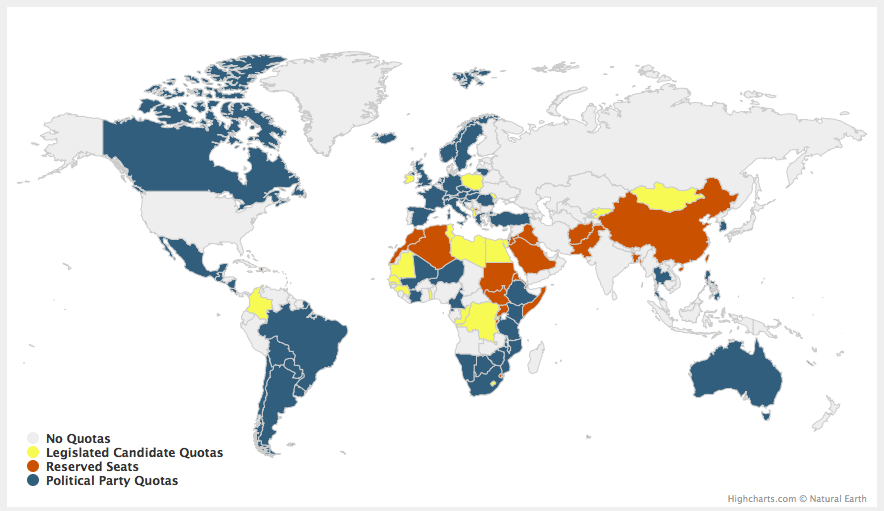 No Quotas
Legislated Candidate Quotas
Reserved Seats
Political Party Quotas
Highcharts.com © Natural Earth